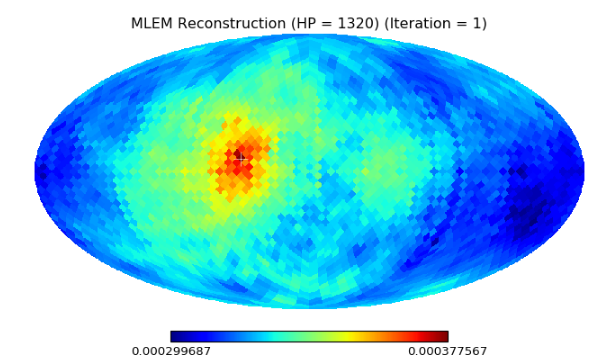 MLEM Reconstruction (HP = 1320) (Iteration = 1)
0.000299687 0.000377567